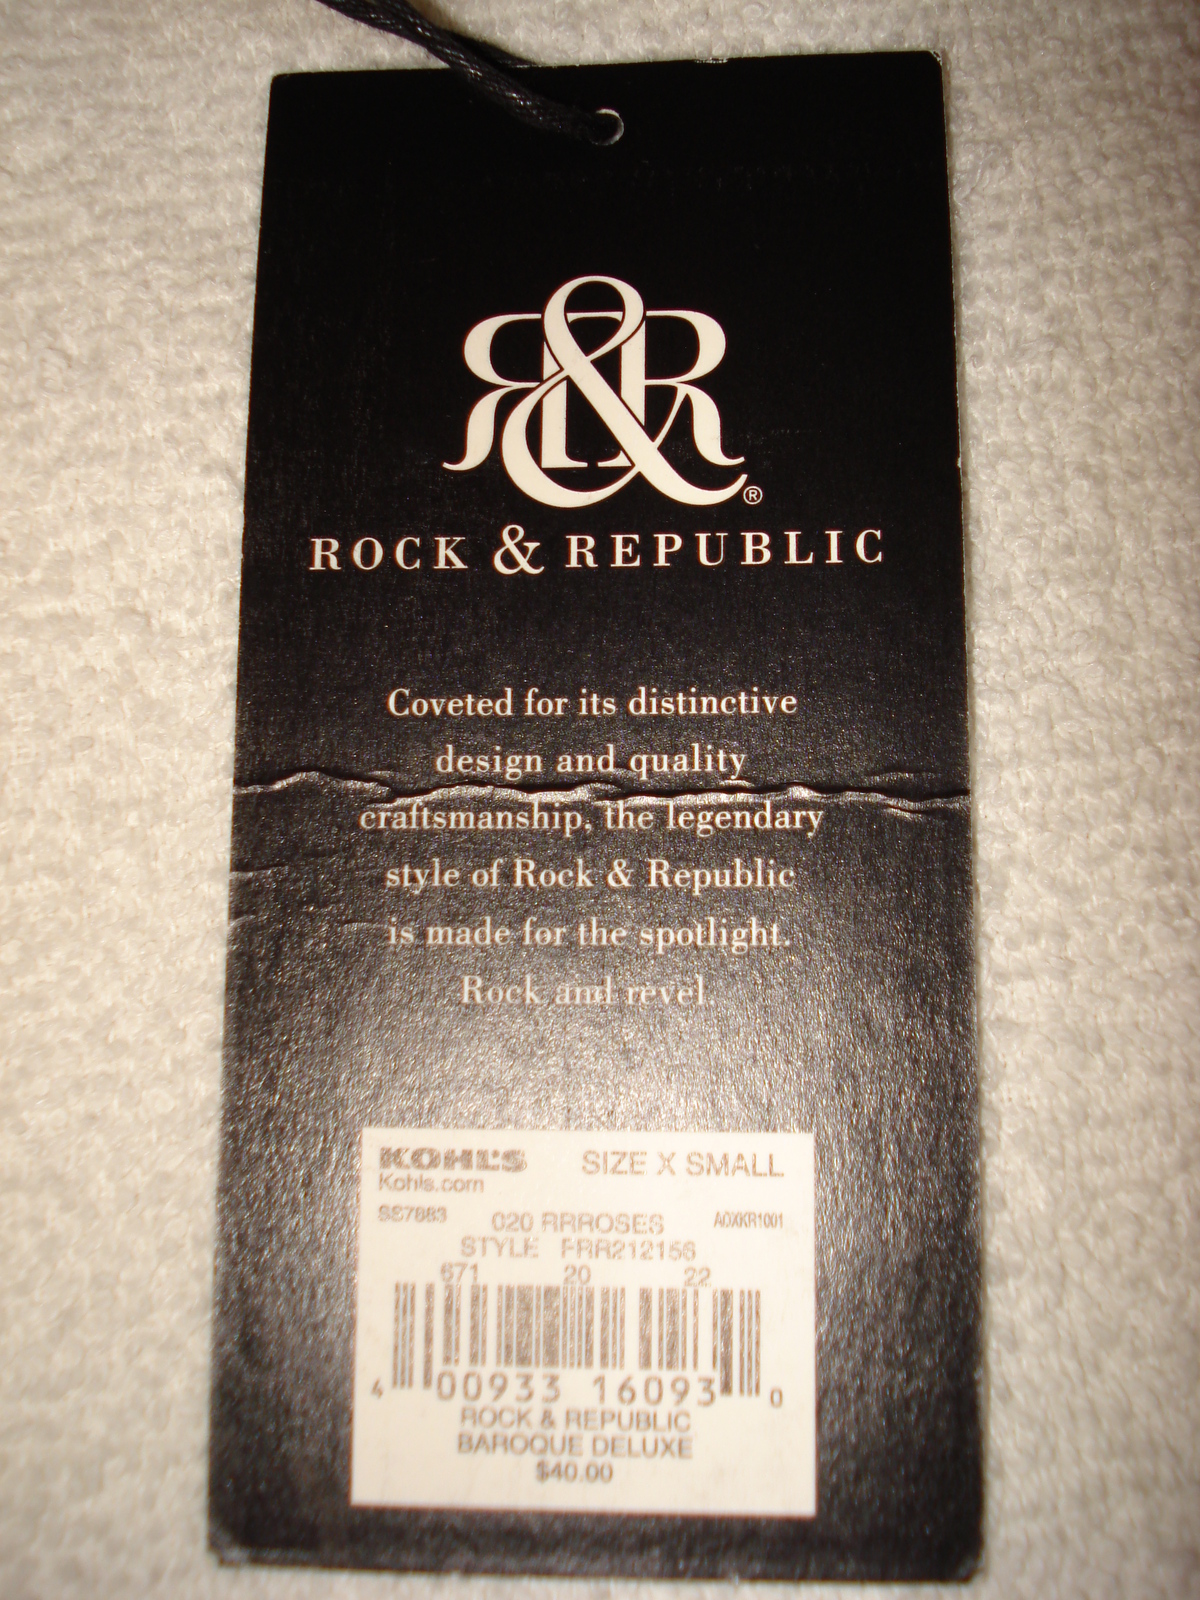 R&R®
ROCK & REPUBLIC
Coveted for its distinctive
design and quality
craftsmanship, the legendary
style of Rock & Republic
is made for the spotlight.
Rock and revel.
KOHL'S SIZE X SMALL
Kohls.com
SS7883 020 RRROSES AOXKR1001
STYLE FRR212156
671 20 22
4 00933 16093 0
ROCK & REPUBLIC
BAROQUE DELUXE
$40.00